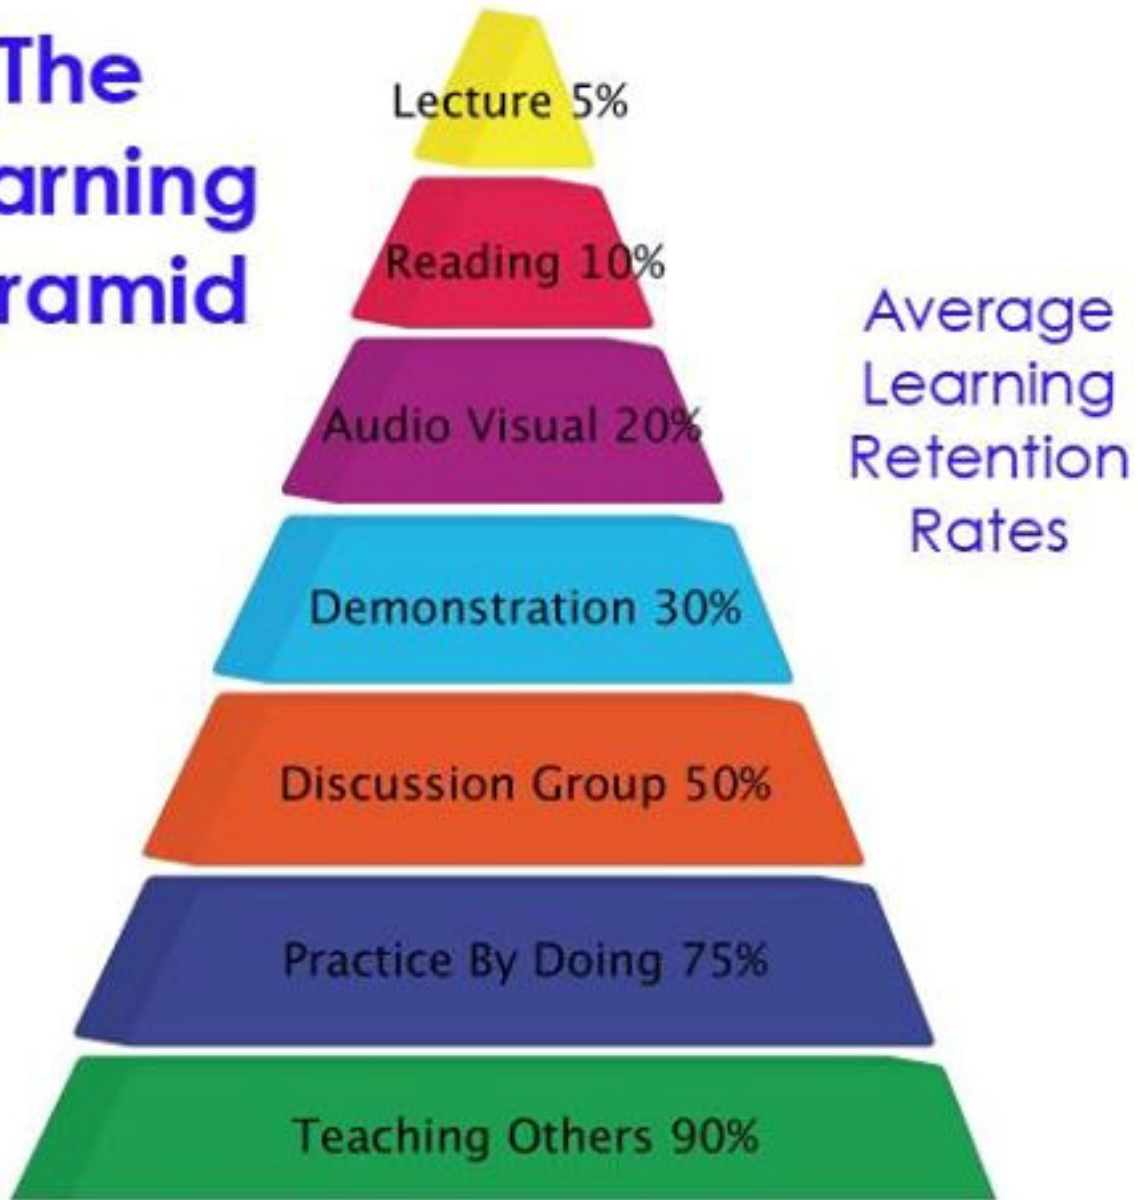 The
arning
ramid
Lecture 5%
Reading 10%
Audio Visual 20%
Demonstration 30%
Discussion Group 50%
Practice By Doing 75%
Teaching Others 90%
Average
Learning
Retention
Rates